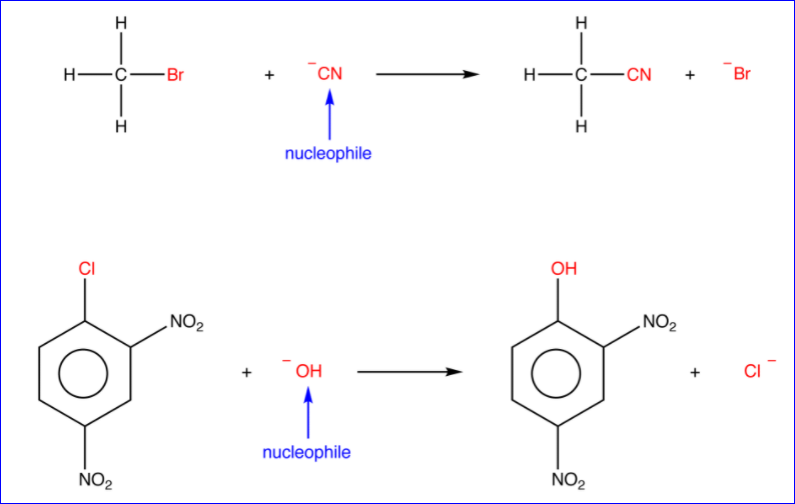 H H
H C Br + ⁻CN H C CN + ⁻Br
H H
nucleophile
Cl OH
NO₂ NO₂
+ ⁻OH + Cl⁻
nucleophile
NO₂ NO₂